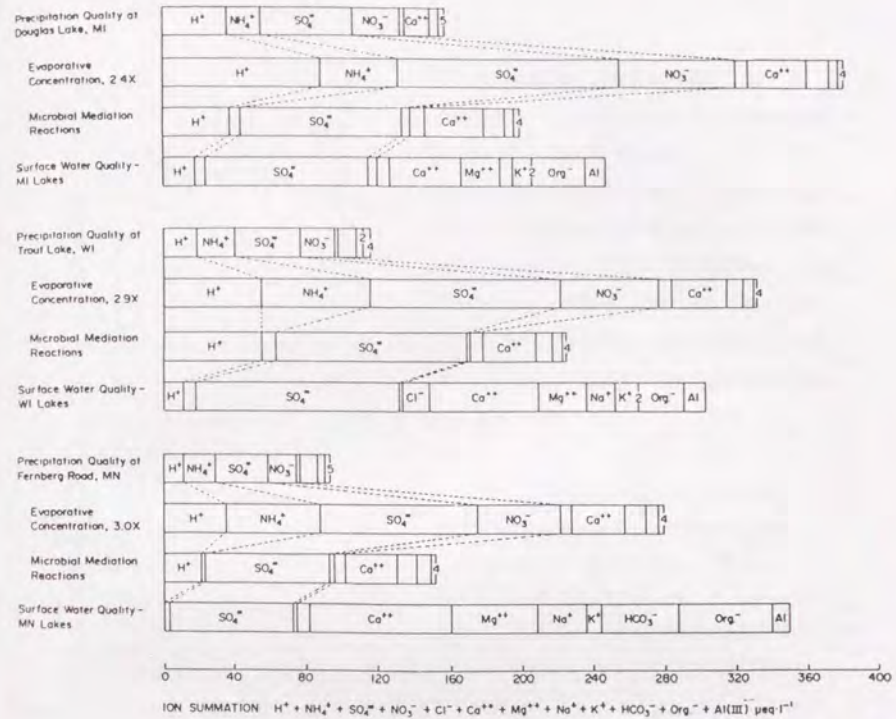 Precipitation Quality at
Douglas Lake, MI
H⁺ NH₄⁺ SO₄⁼ NO₃⁻ Ca⁺⁺ 5
Evaporative
Concentration, 2.4X
H⁺ NH₄⁺ SO₄⁼ NO₃⁻ Ca⁺⁺ 4
Microbial Mediation
Reactions
H⁺ SO₄⁼ Ca⁺⁺ 4
Surface Water Quality-
MI Lakes
H⁺ SO₄⁼ Ca⁺⁺ Mg⁺⁺ K⁺ 2 Org⁻ Al
Precipitation Quality at
Trout Lake, WI
H⁺ NH₄⁺ SO₄⁼ NO₃⁻ 2 4
Evaporative
Concentration, 2.9X
H⁺ NH₄⁺ SO₄⁼ NO₃⁻ Ca⁺⁺ 4
Microbial Mediation
Reactions
H⁺ SO₄⁼ Ca⁺⁺ 4
Surface Water Quality-
WI Lakes
H⁺ SO₄⁼ Cl⁻ Ca⁺⁺ Mg⁺⁺ Na⁺ K⁺ 2 Org⁻ Al
Precipitation Quality at
Fernberg Road, MN
H⁺ NH₄⁺ SO₄⁼ NO₃⁻ 5
Evaporative
Concentration, 3.0X
H⁺ NH₄⁺ SO₄⁼ NO₃⁻ Ca⁺⁺ 4
Microbial Mediation
Reactions
H⁺ SO₄⁼ Ca⁺⁺ 4
Surface Water Quality-
MN Lakes
SO₄⁼ Ca⁺⁺ Mg⁺⁺ Na⁺ K⁺ HCO₃⁻ Org.⁻ Al
0 40 80 120 160 200 240 280 320 360 400
ION SUMMATION H⁺ + NH₄⁺ + SO₄⁼ + NO₃⁻ + Cl⁻ + Ca⁺⁺ + Mg⁺⁺ + Na⁺ + K⁺ + HCO₃⁻ + Org.⁻ + Al(III) µeq·l⁻¹